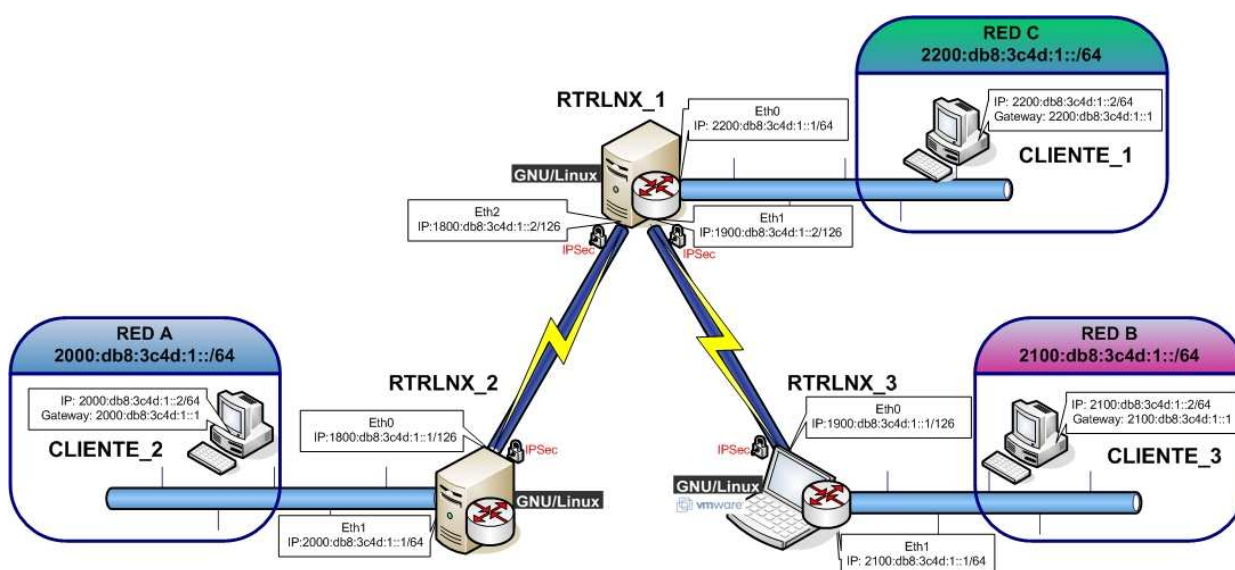 RED C
2200:db8:3c4d:1::/64
RTRLNX_1
Eth0
IP: 2200:db8:3c4d:1::1/64
IP: 2200:db8:3c4d:1::2/64
Gateway: 2200:db8:3c4d:1::1
CLIENTE_1
GNU/Linux
Eth2
IP:1800:db8:3c4d:1::2/126
Eth1
IP:1900:db8:3c4d:1::2/126
IPSec
IPSec
RED A
2000:db8:3c4d:1::/64
IP: 2000:db8:3c4d:1::2/64
Gateway: 2000:db8:3c4d:1::1
CLIENTE_2
RTRLNX_2
Eth0
IP:1800:db8:3c4d:1::1/126
IPSec
GNU/Linux
Eth1
IP:2000:db8:3c4d:1::1/64
RTRLNX_3
Eth0
IP:1900:db8:3c4d:1::1/126
IPSec
GNU/Linux
vmware
Eth1
IP: 2100:db8:3c4d:1::1/64
RED B
2100:db8:3c4d:1::/64
IP: 2100:db8:3c4d:1::2/64
Gateway: 2100:db8:3c4d:1::1
CLIENTE_3